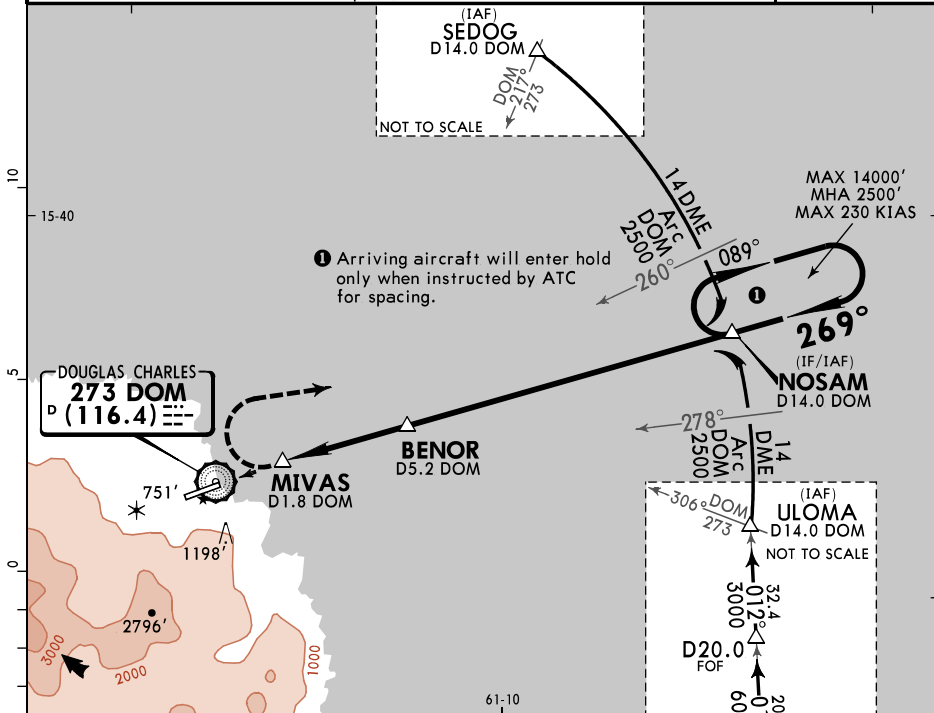 (IAF)
SEDOG
D14.0 DOM
DOM
217°
273
NOT TO SCALE
14 DME
Arc
DOM
2500
MAX 14000'
MHA 2500'
MAX 230 KIAS
10
15-40
1 Arriving aircraft will enter hold
only when instructed by ATC
for spacing.
260°
089°
1
269°
(IF/IAF)
NOSAM
D14.0 DOM
DOUGLAS CHARLES
273 DOM
D (116.4)
5
278°
BENOR
D5.2 DOM
14
DME
Arc
DOM
2500
MIVAS
D1.8 DOM
751'
306° DOM
273
(IAF)
ULOMA
D14.0 DOM
NOT TO SCALE
1198'
0
32.4
012°
3000
2796'
D20.0
FOF
3000
2000
1000
61-10